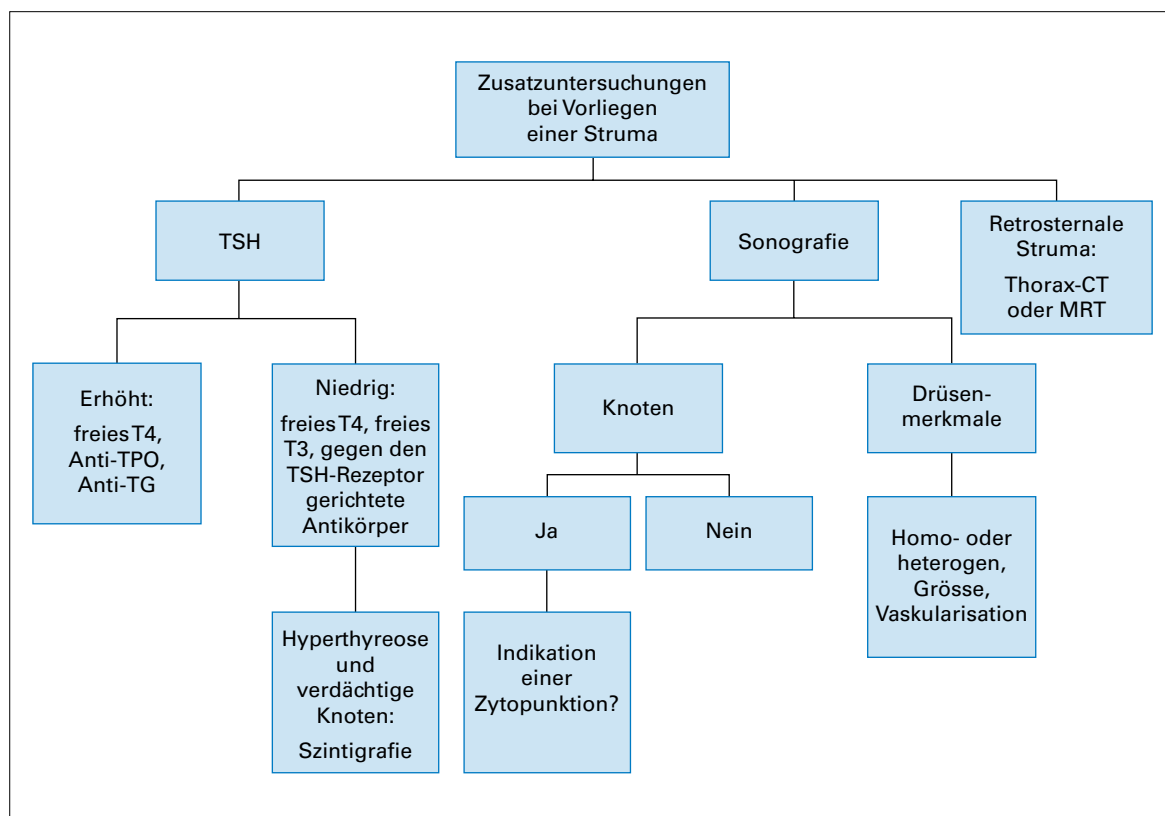 Zusatzuntersuchungen
bei Vorliegen
einer Struma
TSH
Sonografie
Retrosternale
Struma:
Thorax-CT
oder MRT
Erhöht:
freies T4,
Anti-TPO,
Anti-TG
Niedrig:
freies T4, freies
T3, gegen den
TSH-Rezeptor
gerichtete
Antikörper
Knoten
Drüsen-
merkmale
Ja
Nein
Homo- oder
heterogen,
Grösse,
Vaskularisation
Hyperthyreose
und
verdächtige
Knoten:
Szintigrafie
Indikation
einer
Zytopunktion?